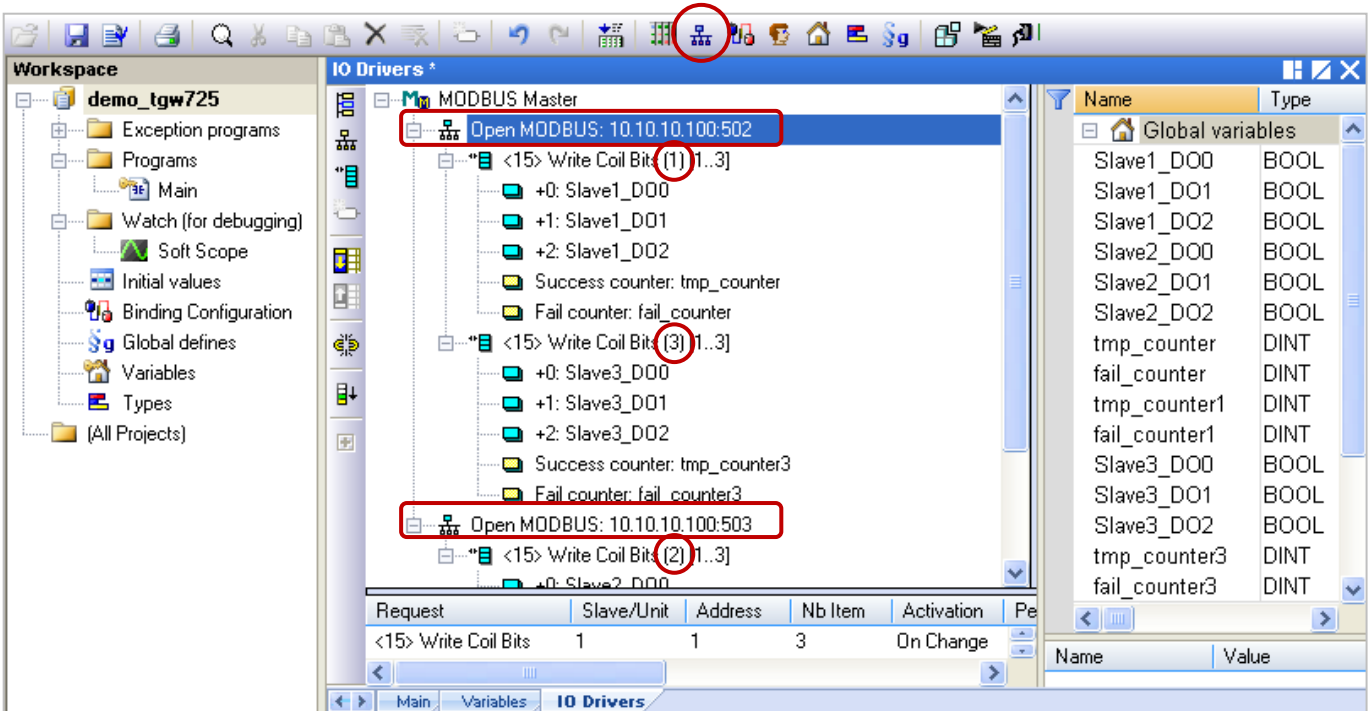 Workspace
demo_tgw725
Exception programs
Programs
Main
Watch (for debugging)
Soft Scope
Initial values
Binding Configuration
Global defines
Variables
Types
(All Projects)
IO Drivers *
MODBUS Master
Open MODBUS: 10.10.10.100:502
<15> Write Coil Bits (1) [1..3]
+0: Slave1_DO0
+1: Slave1_DO1
+2: Slave1_DO2
Success counter: tmp_counter
Fail counter: fail_counter
<15> Write Coil Bits (3) [1..3]
+0: Slave3_DO0
+1: Slave3_DO1
+2: Slave3_DO2
Success counter: tmp_counter3
Fail counter: fail_counter3
Open MODBUS: 10.10.10.100:503
<15> Write Coil Bits (2) [1..3]
+0: Slave2_DO0
Request Slave/Unit Address Nb Item Activation Pe
<15> Write Coil Bits 1 1 3 On Change
Main Variables IO Drivers
Name Type
Global variables
Slave1_DO0 BOOL
Slave1_DO1 BOOL
Slave1_DO2 BOOL
Slave2_DO0 BOOL
Slave2_DO1 BOOL
Slave2_DO2 BOOL
tmp_counter DINT
fail_counter DINT
tmp_counter1 DINT
fail_counter1 DINT
Slave3_DO0 BOOL
Slave3_DO1 BOOL
Slave3_DO2 BOOL
tmp_counter3 DINT
fail_counter3 DINT
Name Value